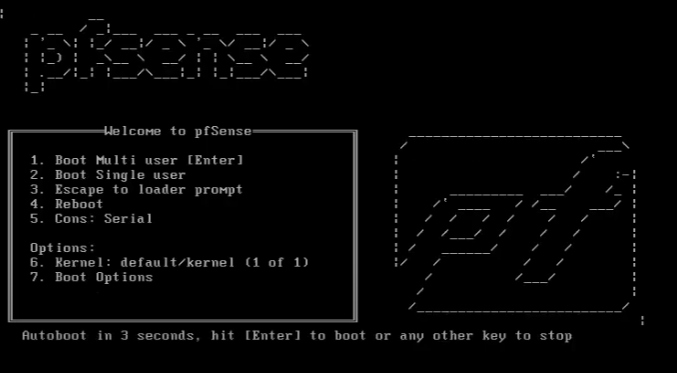 pfsense
Welcome to pfSense
1. Boot Multi user [Enter]
2. Boot Single user
3. Escape to loader prompt
4. Reboot
5. Cons: Serial
Options:
6. Kernel: default/kernel (1 of 1)
7. Boot Options
pf
Autoboot in 3 seconds, hit [Enter] to boot or any other key to stop